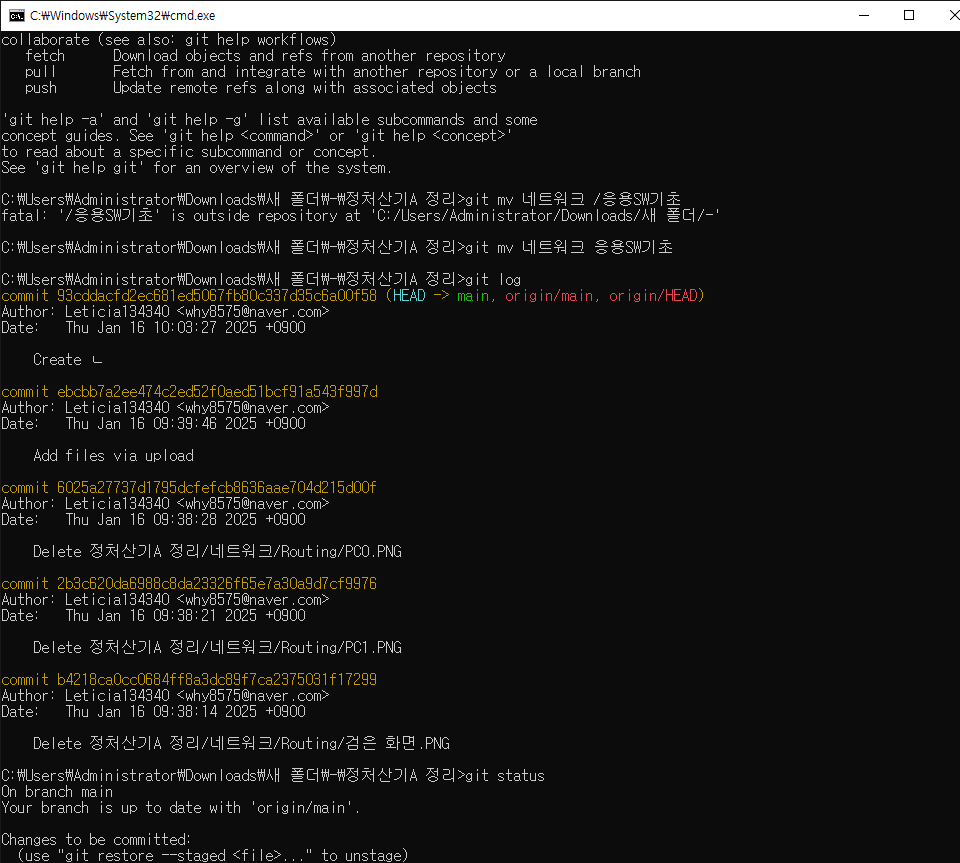 C:₩Windows₩System32₩cmd.exe
collaborate (see also: git help workflows)
   fetch      Download objects and refs from another repository
   pull       Fetch from and integrate with another repository or a local branch
   push       Update remote refs along with associated objects
'git help -a' and 'git help -g' list available subcommands and some
concept guides. See 'git help <command>' or 'git help <concept>'
to read about a specific subcommand or concept.
See 'git help git' for an overview of the system.
C:₩Users₩Administrator₩Downloads₩새 폴더₩-₩정처산기A 정리>git mv 네트워크 /응용SW기초
fatal: '/응용SW기초' is outside repository at 'C:/Users/Administrator/Downloads/새 폴더/-'
C:₩Users₩Administrator₩Downloads₩새 폴더₩-₩정처산기A 정리>git mv 네트워크 응용SW기초
C:₩Users₩Administrator₩Downloads₩새 폴더₩-₩정처산기A 정리>git log
commit 93cddacfd2ec681ed5067fb80c337d35c6a00f58 (HEAD -> main, origin/main, origin/HEAD)
Author: Leticia134340 <why8575@naver.com>
Date:   Thu Jan 16 10:03:27 2025 +0900
    Create ㄴ
commit ebcbb7a2ee474c2ed52f0aed51bcf91a543f997d
Author: Leticia134340 <why8575@naver.com>
Date:   Thu Jan 16 09:39:46 2025 +0900
    Add files via upload
commit 6025a27737d1795dcfefcb8636aae704d215d00f
Author: Leticia134340 <why8575@naver.com>
Date:   Thu Jan 16 09:38:28 2025 +0900
    Delete 정처산기A 정리/네트워크/Routing/PC0.PNG
commit 2b3c620da6988c8da23326f65e7a30a9d7cf9976
Author: Leticia134340 <why8575@naver.com>
Date:   Thu Jan 16 09:38:21 2025 +0900
    Delete 정처산기A 정리/네트워크/Routing/PC1.PNG
commit b4218ca0cc0684ff8a3dc89f7ca2375031f17299
Author: Leticia134340 <why8575@naver.com>
Date:   Thu Jan 16 09:38:14 2025 +0900
    Delete 정처산기A 정리/네트워크/Routing/검은 화면.PNG
C:₩Users₩Administrator₩Downloads₩새 폴더₩-₩정처산기A 정리>git status
On branch main
Your branch is up to date with 'origin/main'.
Changes to be committed:
  (use "git restore --staged <file>..." to unstage)